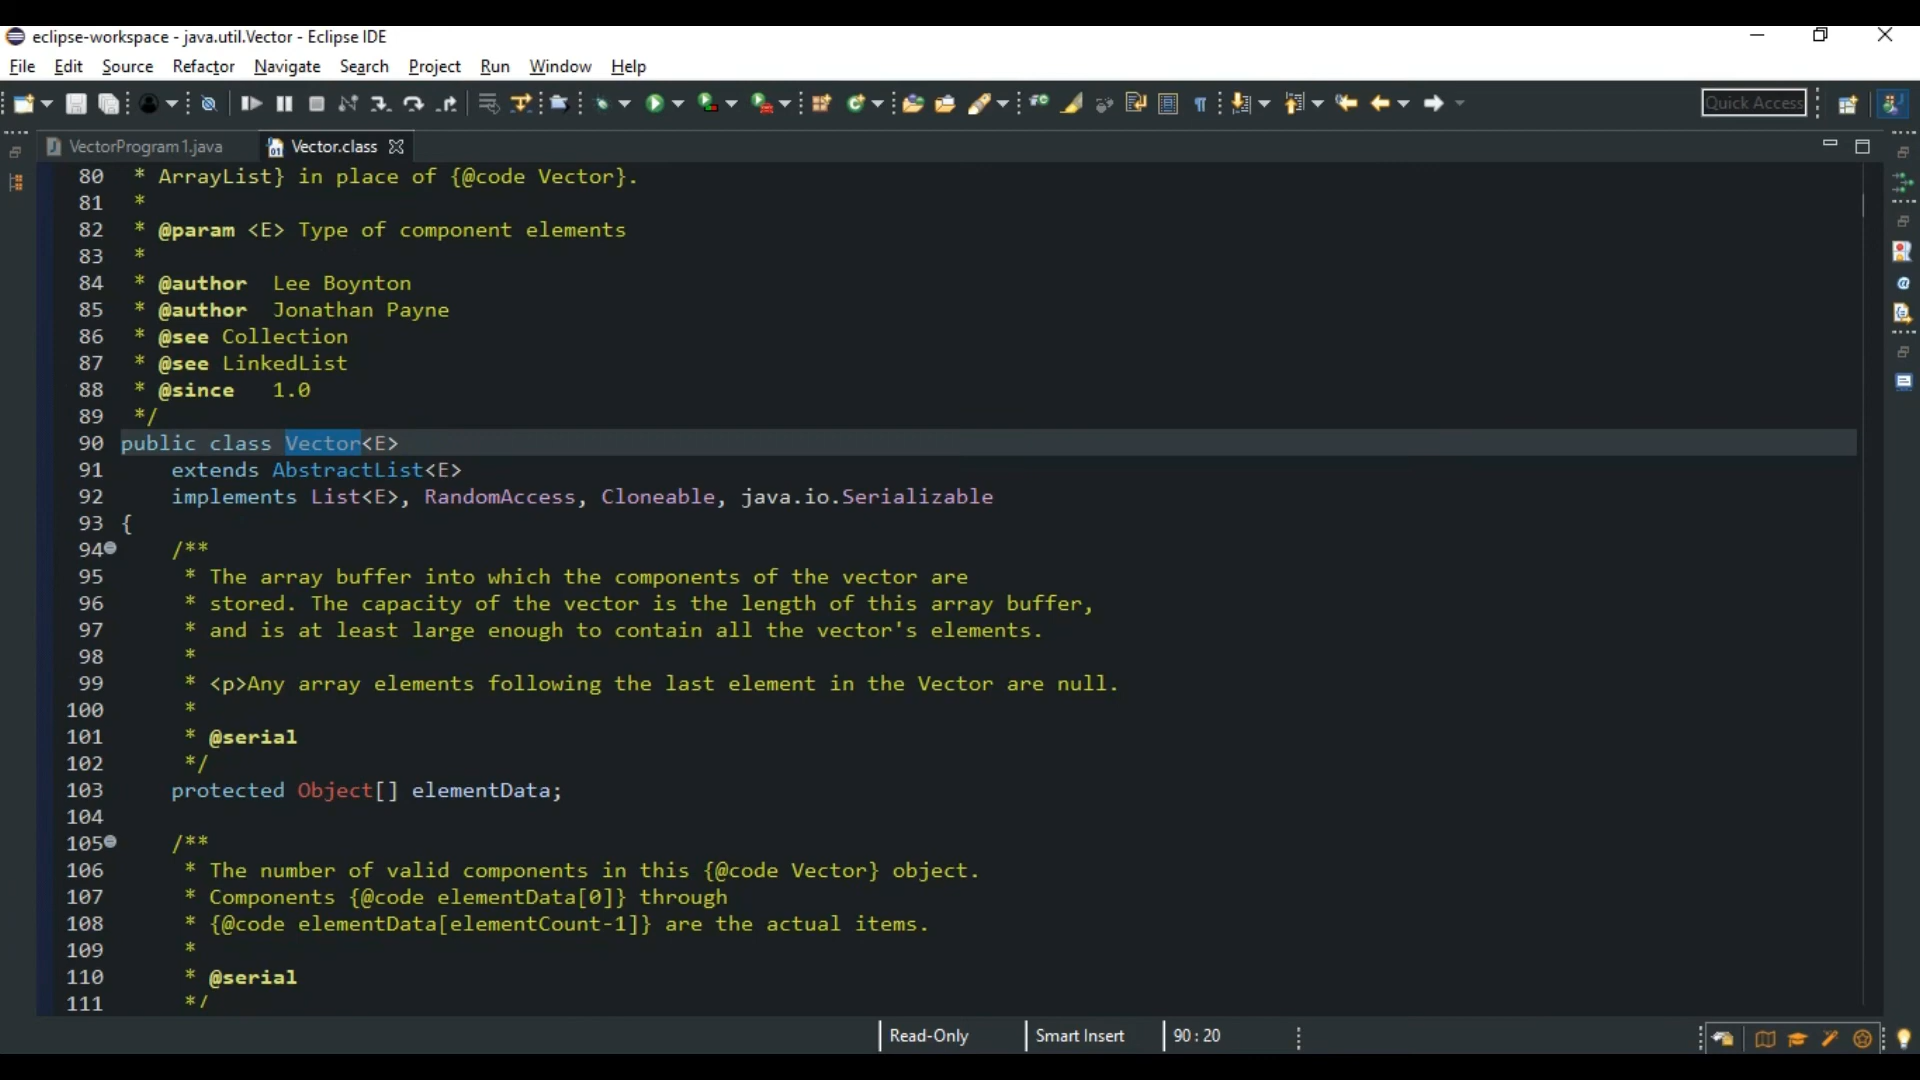 eclipse-workspace - java.util.Vector - Eclipse IDE
File Edit Source Refactor Navigate Search Project Run Window Help
Quick Access
VectorProgram1.java Vector.class
80 * ArrayList} in place of {@code Vector}.
81 *
82 * @param <E> Type of component elements
83 *
84 * @author  Lee Boynton
85 * @author  Jonathan Payne
86 * @see Collection
87 * @see LinkedList
88 * @since   1.0
89 */
90 public class Vector<E>
91     extends AbstractList<E>
92     implements List<E>, RandomAccess, Cloneable, java.io.Serializable
93 {
94     /**
95      * The array buffer into which the components of the vector are
96      * stored. The capacity of the vector is the length of this array buffer,
97      * and is at least large enough to contain all the vector's elements.
98      *
99      * <p>Any array elements following the last element in the Vector are null.
100      *
101      * @serial
102      */
103     protected Object[] elementData;
104
105     /**
106      * The number of valid components in this {@code Vector} object.
107      * Components {@code elementData[0]} through
108      * {@code elementData[elementCount-1]} are the actual items.
109      *
110      * @serial
111      */
Read-Only Smart Insert 90 : 20